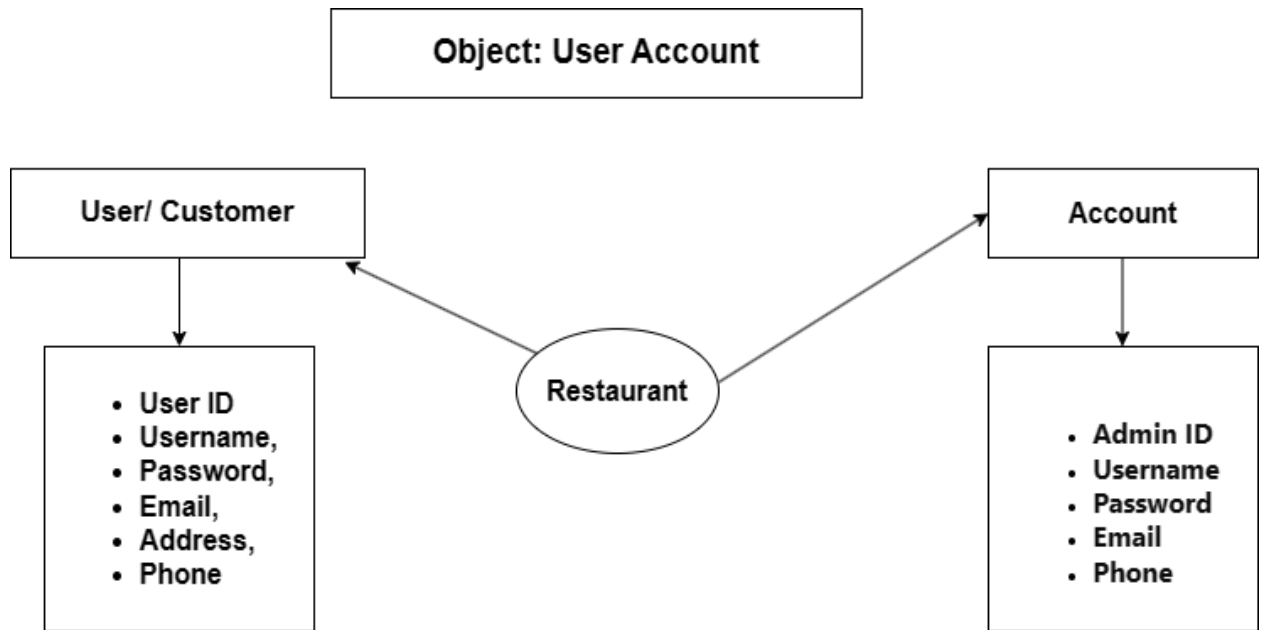 Object: User Account
User/ Customer
Account
Restaurant
• User ID
• Username,
• Password,
• Email,
• Address,
• Phone
• Admin ID
• Username
• Password
• Email
• Phone